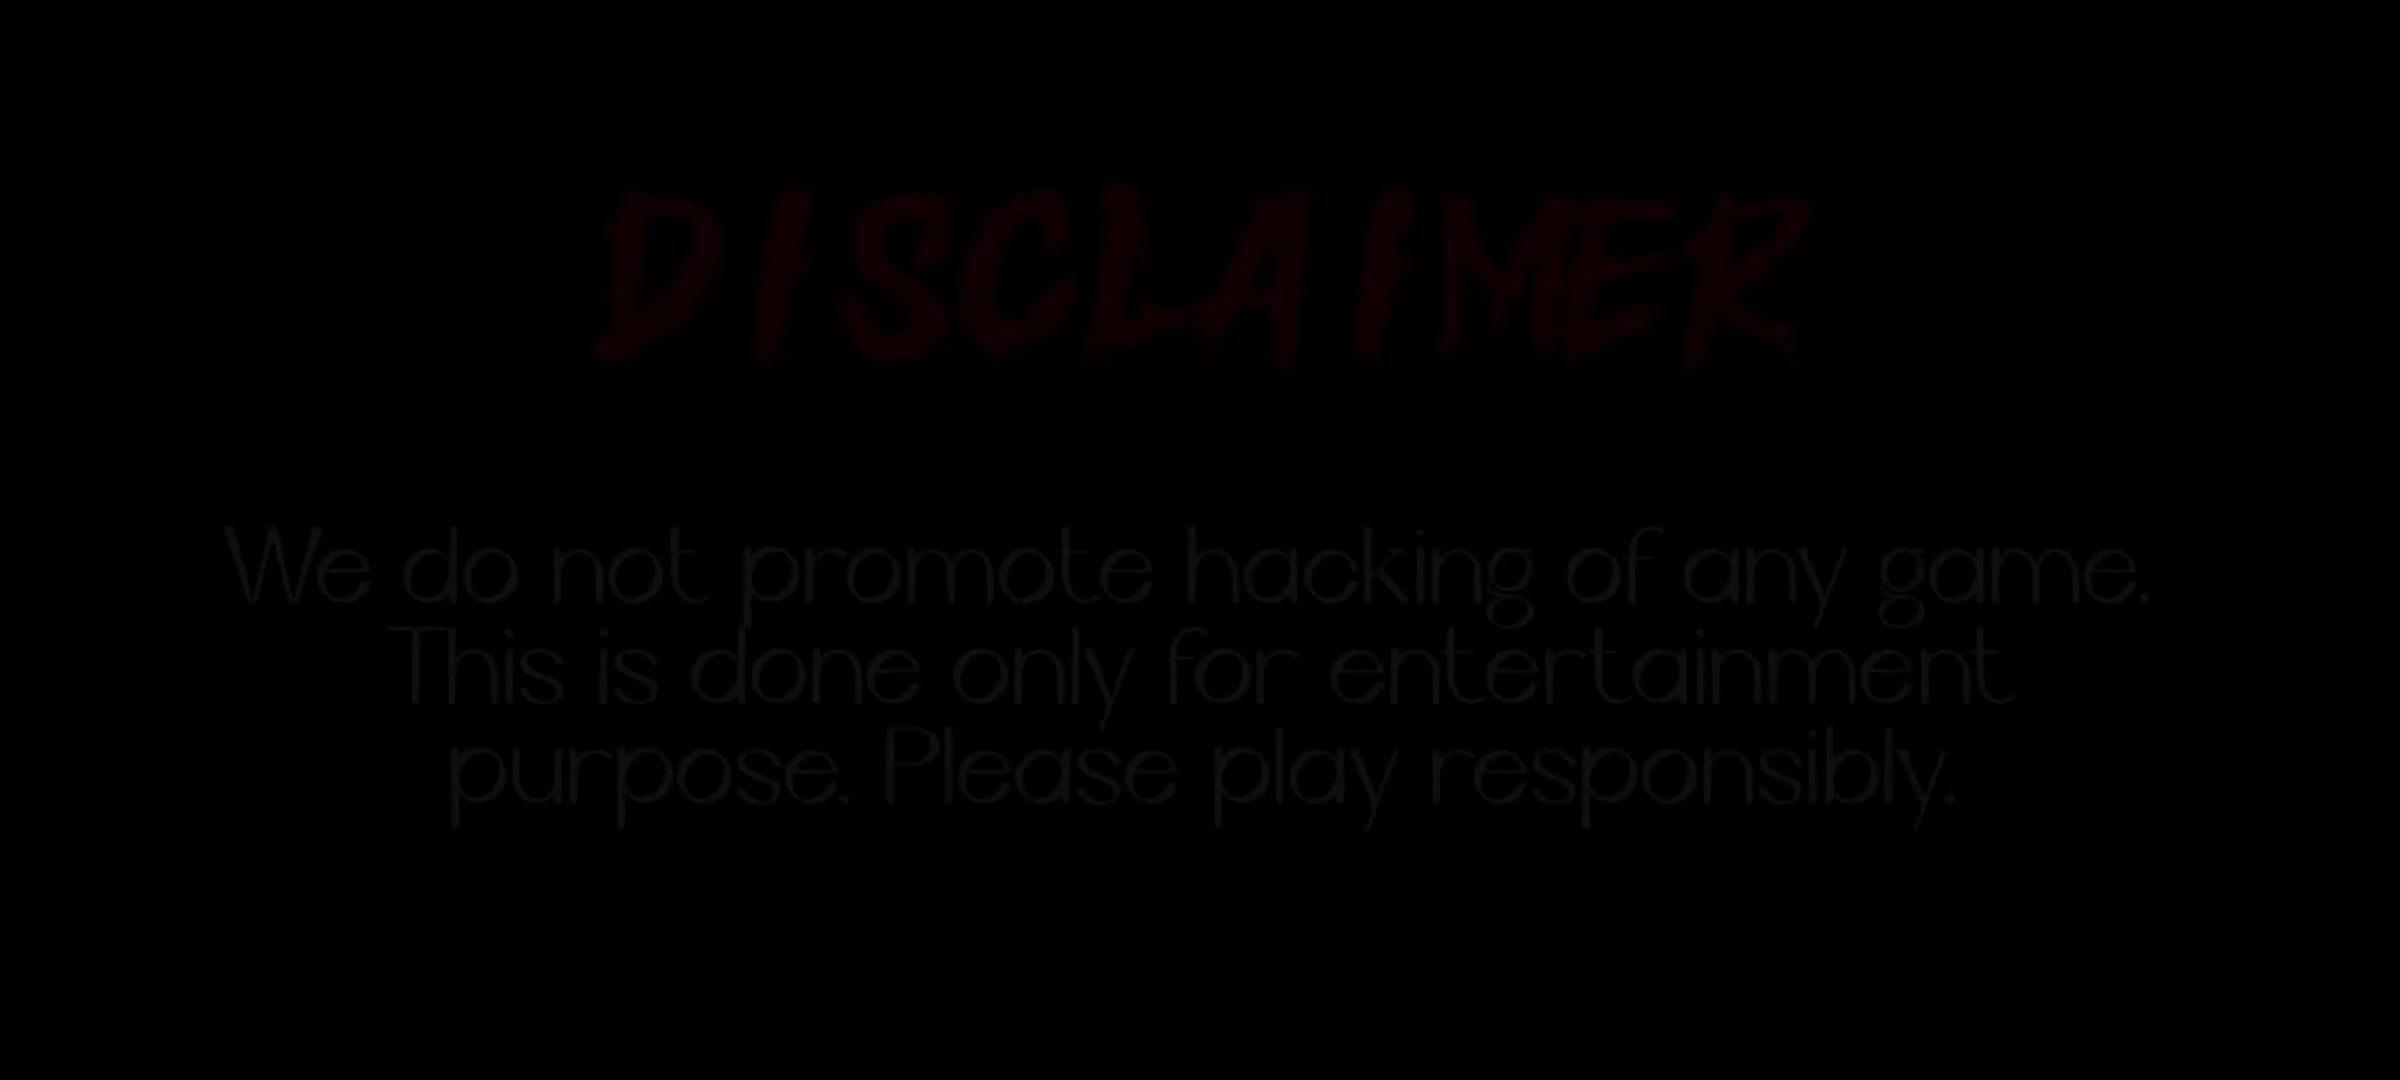 DISCLAIMER
We do not promote hacking of any game.
This is done only for entertainment
purpose. Please play responsibly.